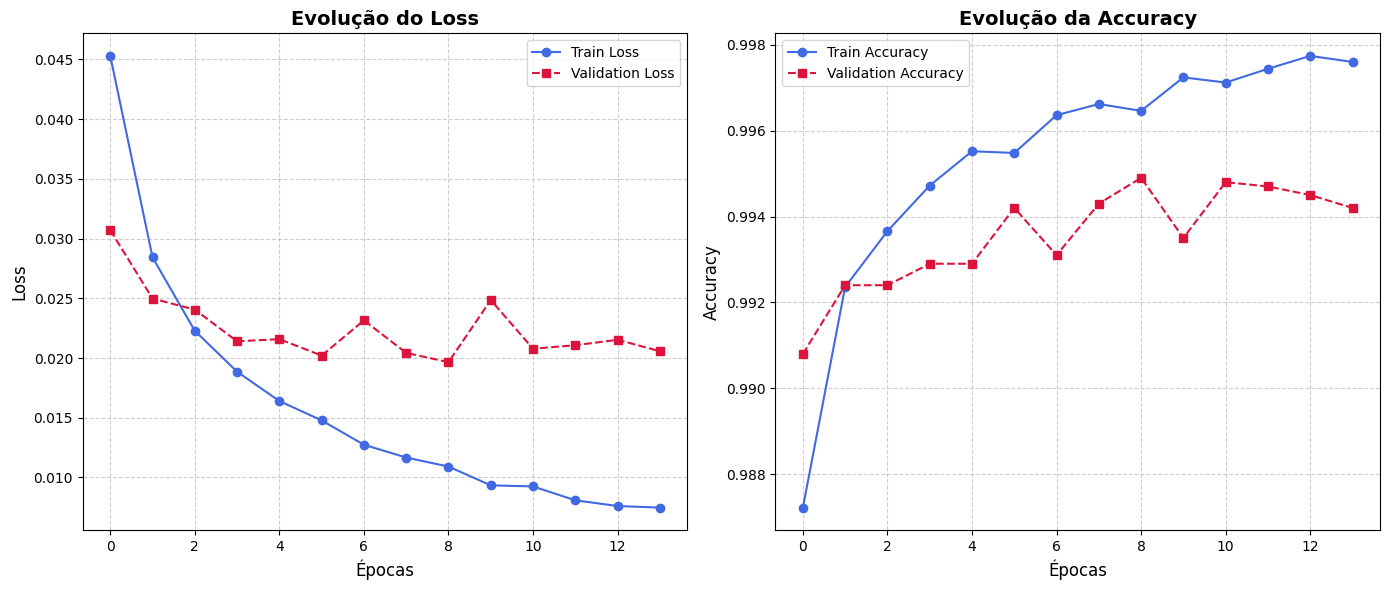 Evolução do Loss
Train Loss
Validation Loss
0.045
0.040
0.035
0.030
0.025
0.020
0.015
0.010
Loss
0 2 4 6 8 10 12
Épocas
Evolução da Accuracy
Train Accuracy
Validation Accuracy
0.998
0.996
0.994
0.992
0.990
0.988
Accuracy
0 2 4 6 8 10 12
Épocas